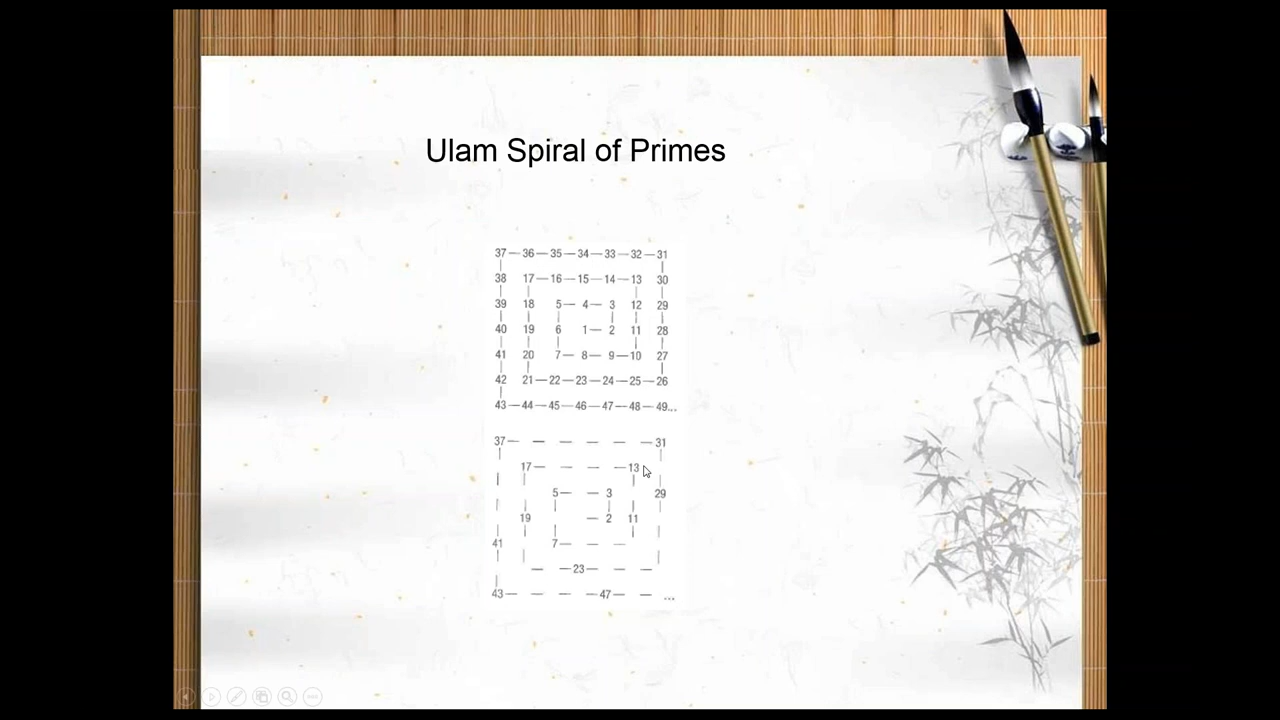 Ulam Spiral of Primes
37—36—35—34—33—32—31
38 17—16—15—14—13 30
39 18 5—4—3 12 29
40 19 6 1—2 11 28
41 20 7—8—9—10 27
42 21—22—23—24—25—26
43—44—45—46—47—48—49...
37— — — — — —31
17— — — —13
5— — 3 29
19 — 2 11
41 7— — —
— —23— — —
43— — — —47— — ...